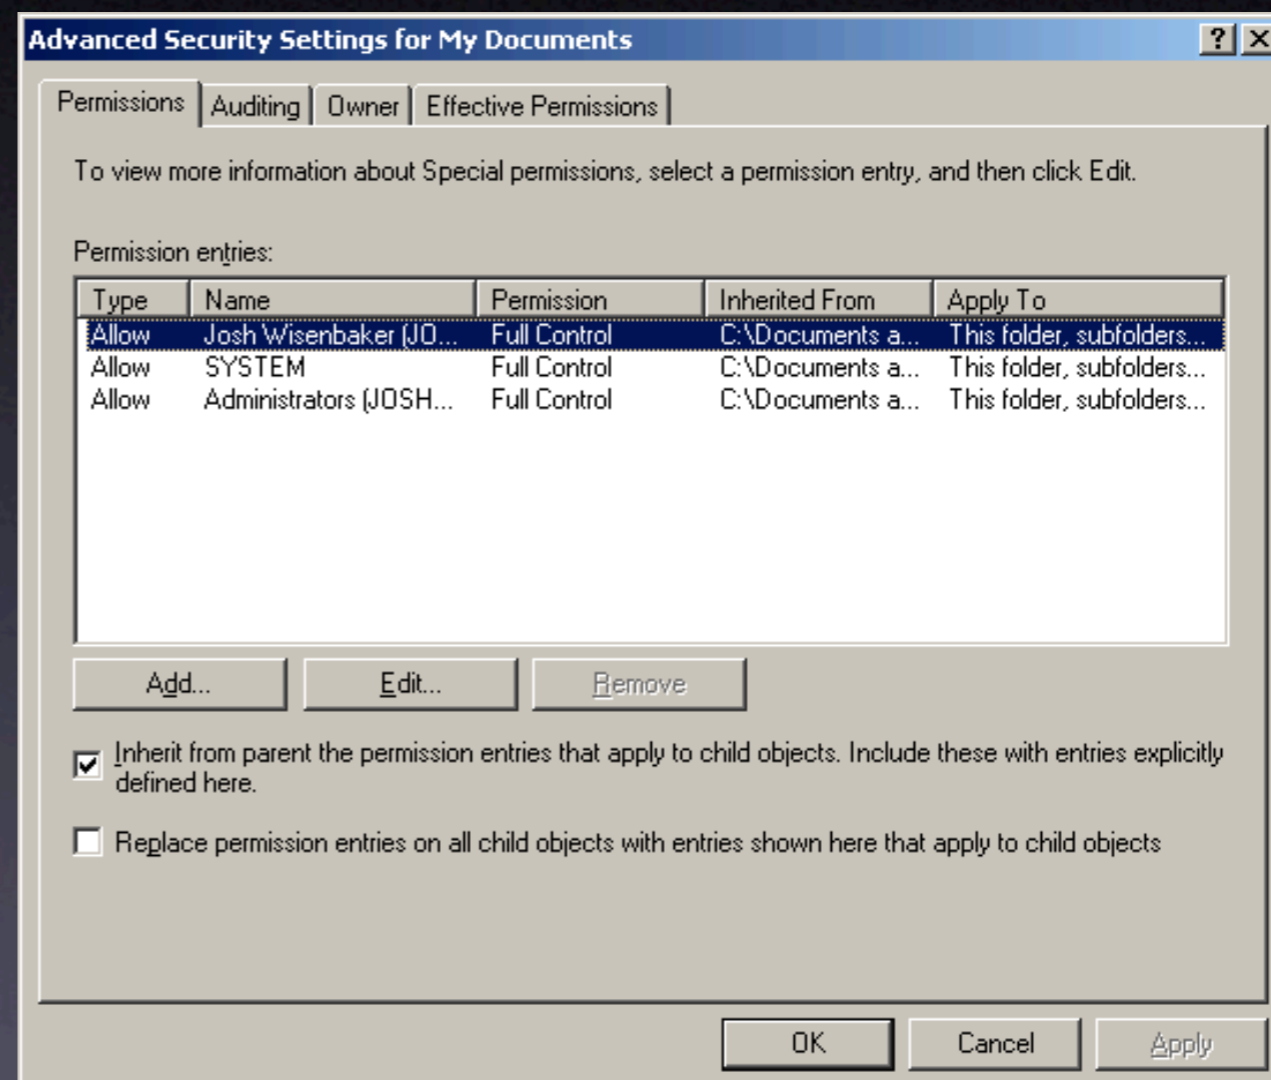 Advanced Security Settings for My Documents
Permissions Auditing Owner Effective Permissions
To view more information about Special permissions, select a permission entry, and then click Edit.
Permission entries:
Type Name Permission Inherited From Apply To
Allow Josh Wisenbaker (JO... Full Control C:\Documents a... This folder, subfolders...
Allow SYSTEM Full Control C:\Documents a... This folder, subfolders...
Allow Administrators (JOSH... Full Control C:\Documents a... This folder, subfolders...
Add... Edit... Remove
Inherit from parent the permission entries that apply to child objects. Include these with entries explicitly
defined here.
Replace permission entries on all child objects with entries shown here that apply to child objects
OK Cancel Apply